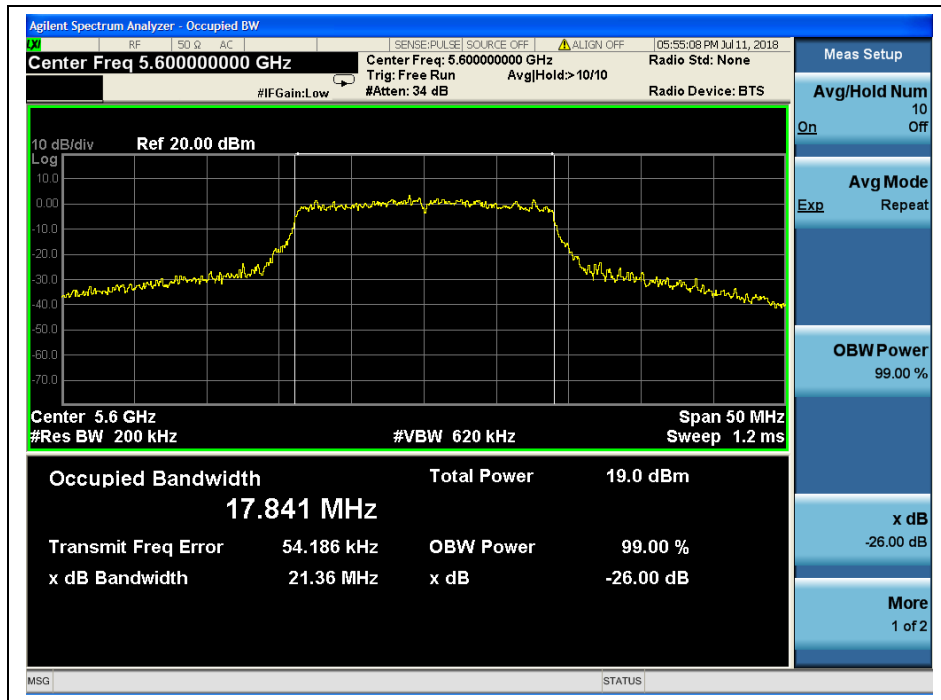 Agilent Spectrum Analyzer - Occupied BW
LXI RF 50 Ω AC SENSE:PULSE SOURCE OFF ALIGN OFF 05:55:08 PM Jul 11, 2018
Center Freq 5.600000000 GHz
Center Freq: 5.600000000 GHz
Radio Std: None
Trig: Free Run Avg|Hold:>10/10
#IFGain:Low
#Atten: 34 dB
Radio Device: BTS
10 dB/div Ref 20.00 dBm
Log
10.0
0.00
-10.0
-20.0
-30.0
-40.0
-50.0
-60.0
-70.0
Center 5.6 GHz Span 50 MHz
#Res BW 200 kHz #VBW 620 kHz Sweep 1.2 ms
Occupied Bandwidth Total Power 19.0 dBm
17.841 MHz
Transmit Freq Error 54.186 kHz OBW Power 99.00 %
x dB Bandwidth 21.36 MHz x dB -26.00 dB
Meas Setup
Avg/Hold Num
10
On Off
Avg Mode
Exp Repeat
OBW Power
99.00 %
x dB
-26.00 dB
More
1 of 2
MSG STATUS